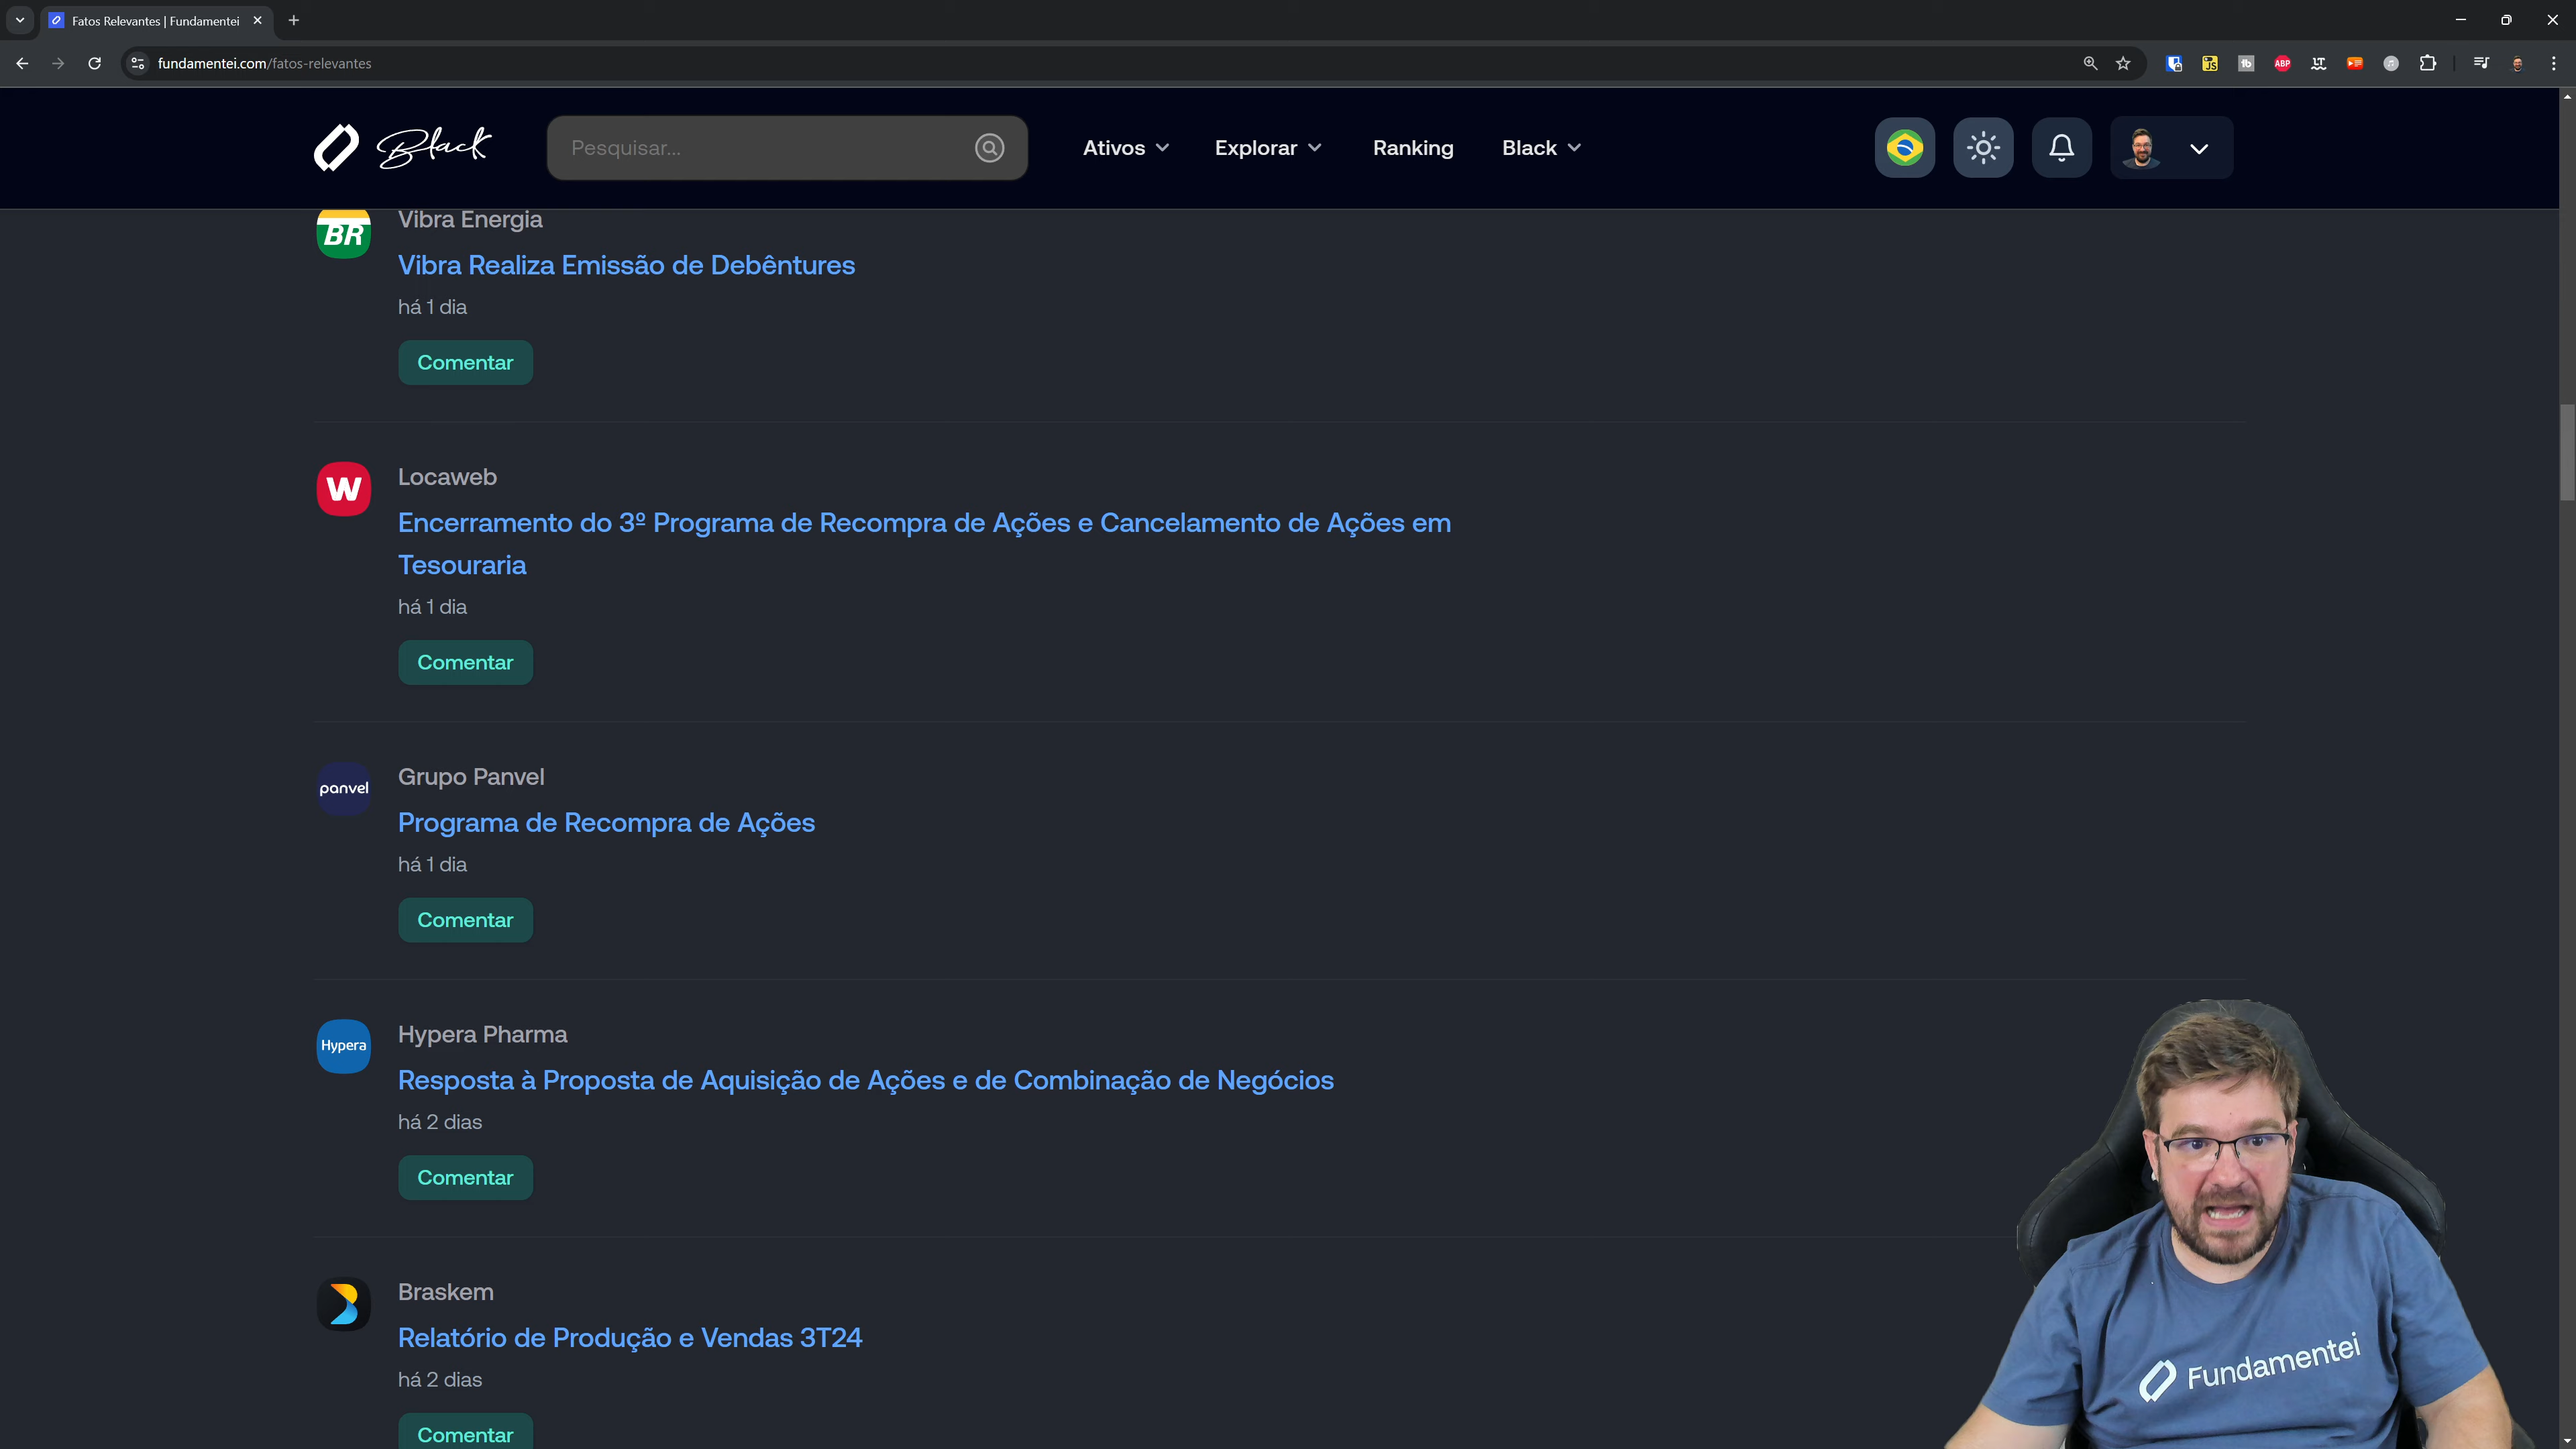 Fatos Relevantes | Fundamentei
fundamentei.com/fatos-relevantes
Black
Pesquisar...
Ativos
Explorar
Ranking
Black
BR
Vibra Energia
Vibra Realiza Emissão de Debêntures
há 1 dia
Comentar
W
Locaweb
Encerramento do 3º Programa de Recompra de Ações e Cancelamento de Ações em
Tesouraria
há 1 dia
Comentar
panvel
Grupo Panvel
Programa de Recompra de Ações
há 1 dia
Comentar
Hypera
Hypera Pharma
Resposta à Proposta de Aquisição de Ações e de Combinação de Negócios
há 2 dias
Comentar
Braskem
Relatório de Produção e Vendas 3T24
há 2 dias
Comentar
Fundamentei